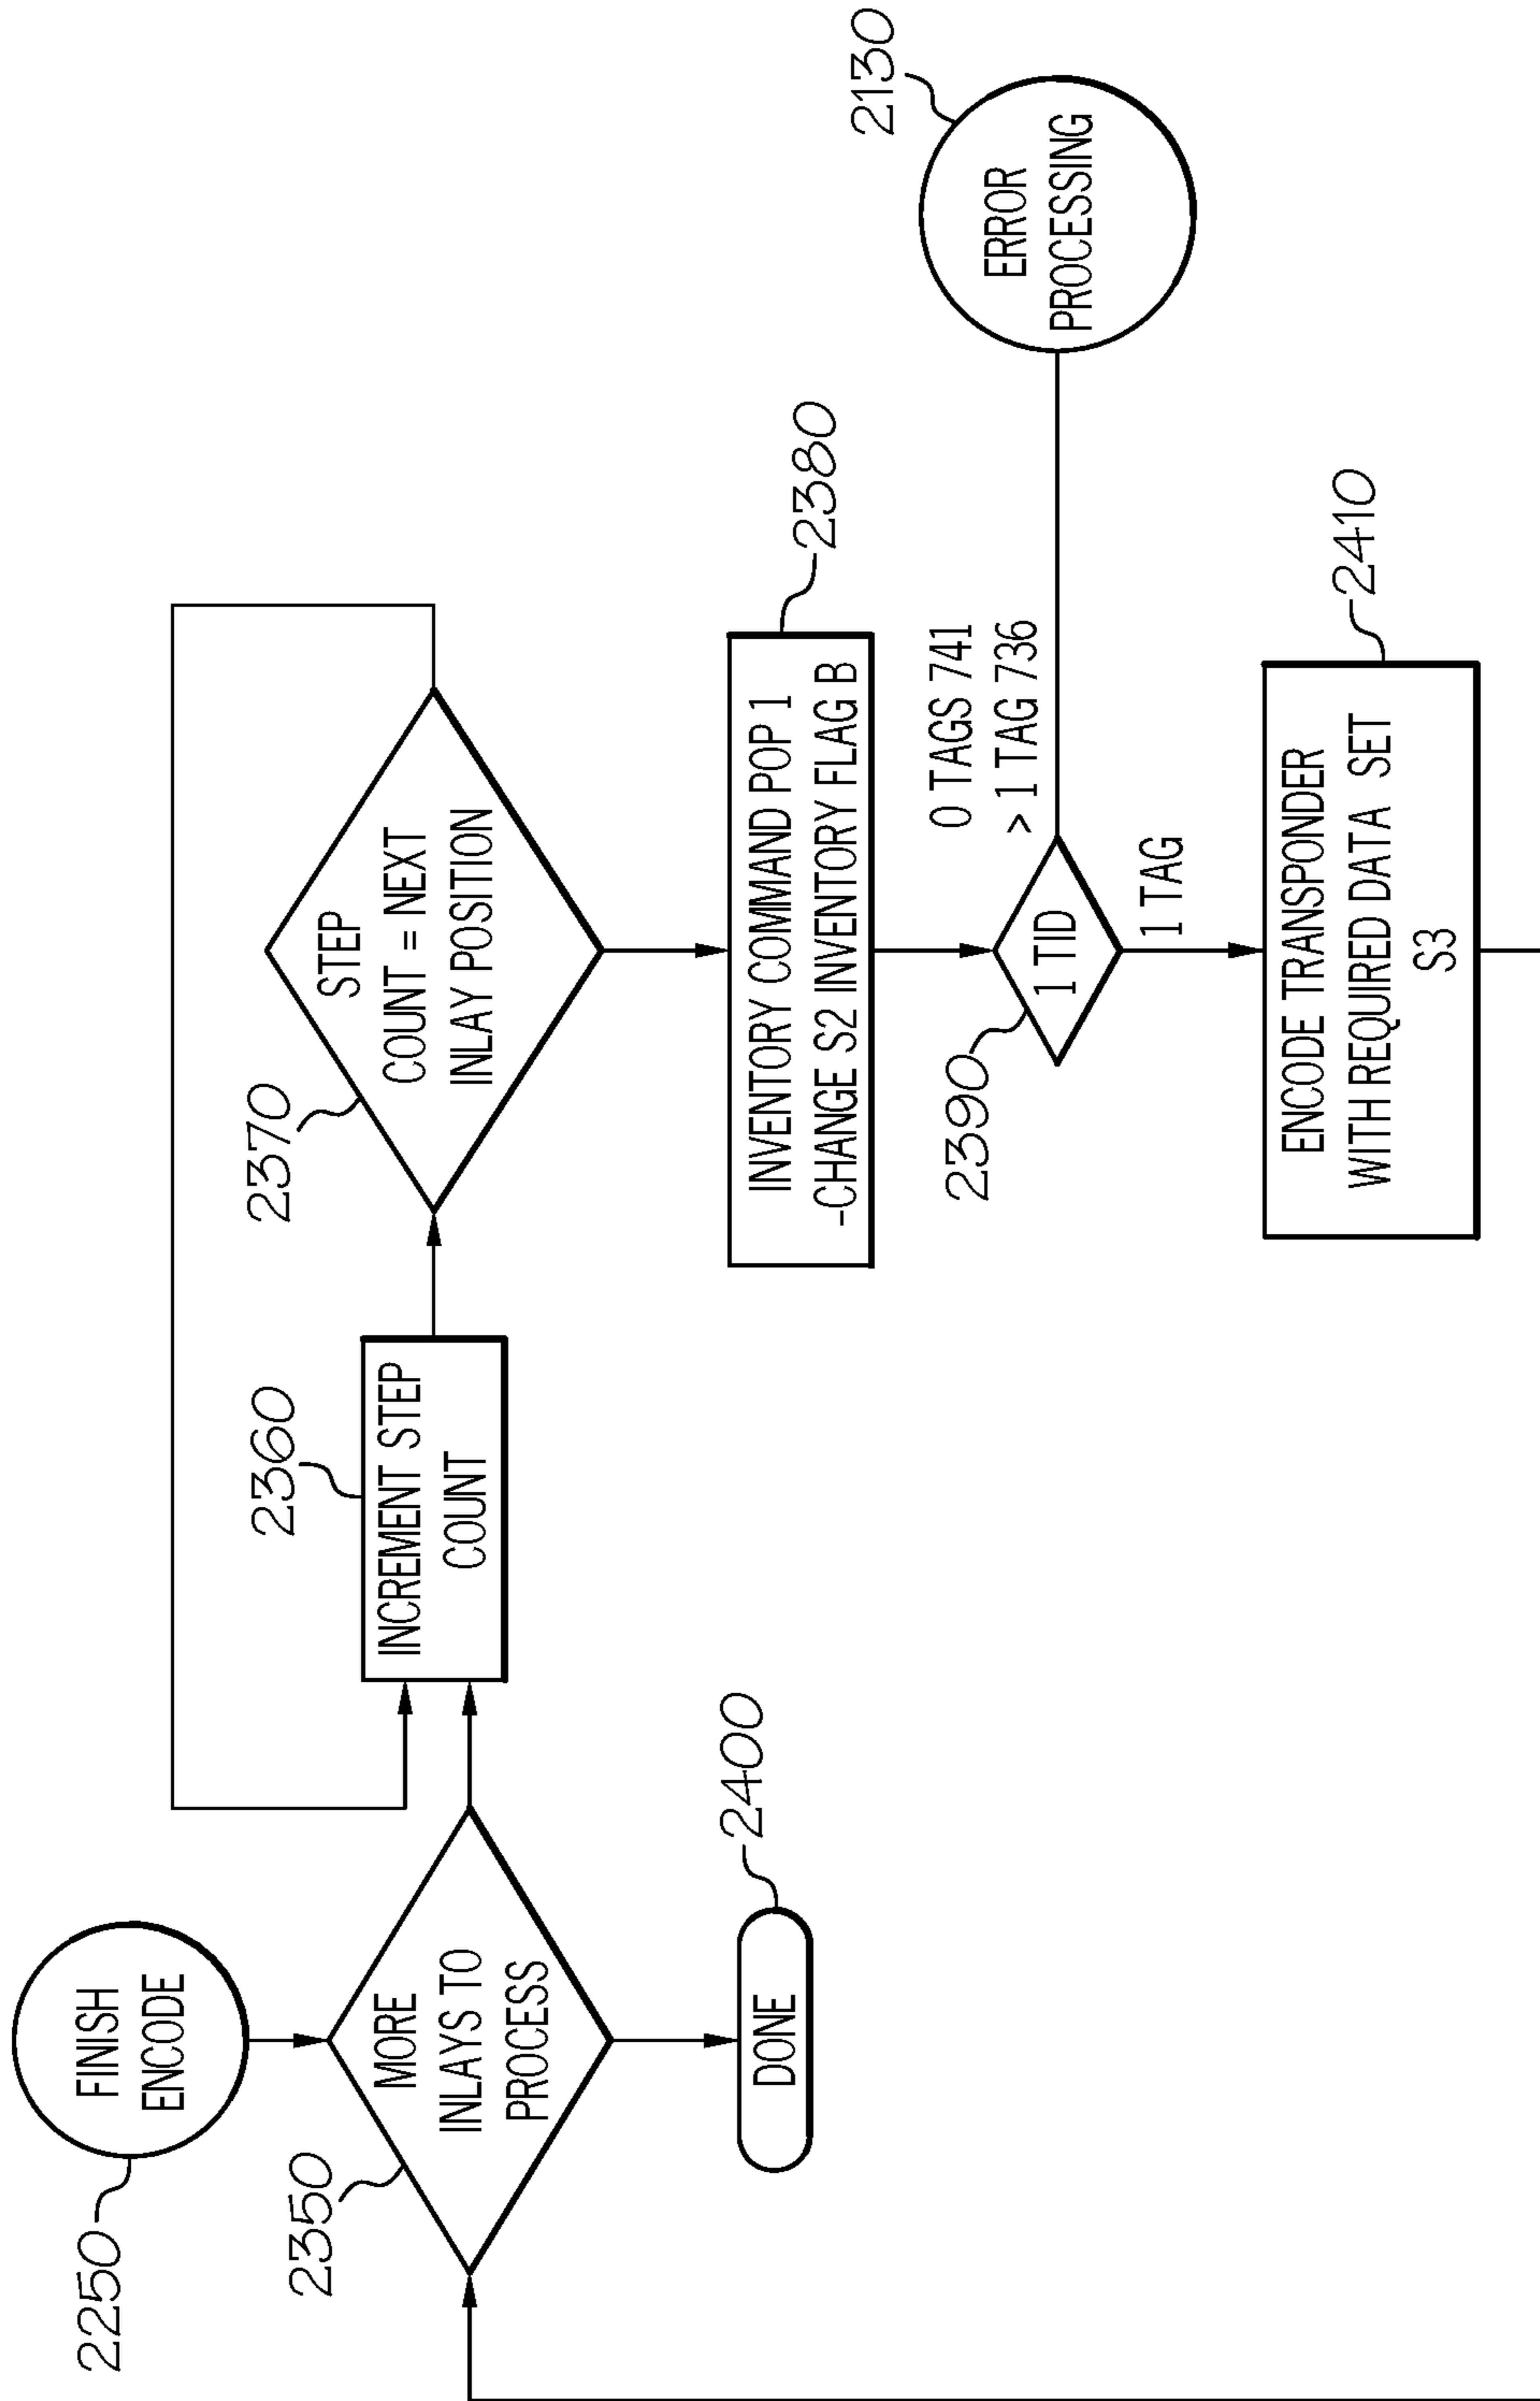 2250
FINISH
ENCODE
2350
MORE
INLAYS TO
PROCESS
2400
DONE
2360
INCREMENT STEP
COUNT
2370
STEP
COUNT = NEXT
INLAY POSITION
2380
INVENTORY COMMAND POP 1
-CHANGE S2 INVENTORY FLAG B
2390
1 TID
0 TAGS 741
> 1 TAG 736
1 TAG
2130
ERROR
PROCESSING
2410
ENCODE TRANSPONDER
WITH REQUIRED DATA SET
S3